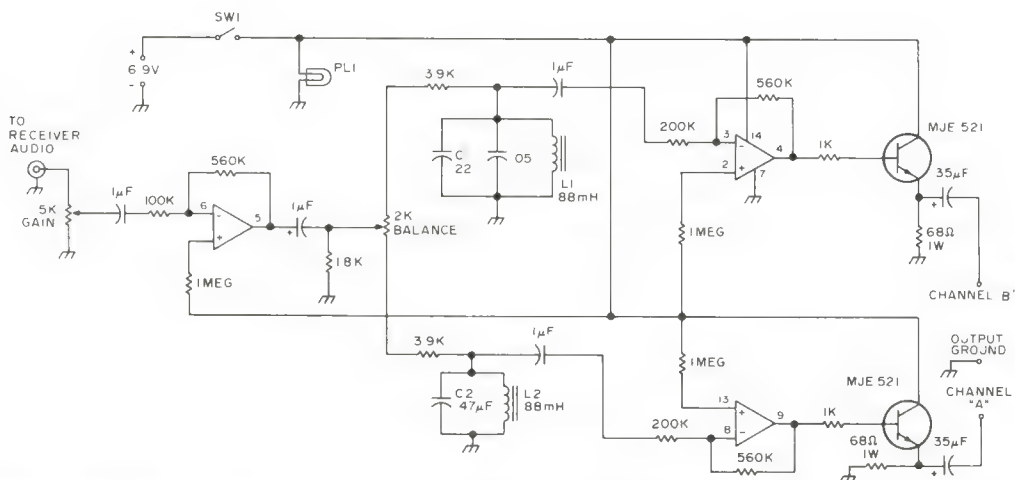 SW1
+
6 9V
-
PL1
TO
RECEIVER
AUDIO
5K
GAIN
1µF
100K
560K
6
-
+
5
1MEG
1µF
+
18K
2K
BALANCE
39K
C
22
05
L1
88mH
1µF
200K
560K
3
-
2
+
14
4
7
1K
MJE 521
35µF
+
68Ω
1W
CHANNEL B'
1MEG
39K
1µF
C2
47µF
L2
88mH
1MEG
200K
13
+
8
-
9
560K
1K
MJE 521
68Ω
1W
35µF
+
OUTPUT
GROUND
CHANNEL
"A"